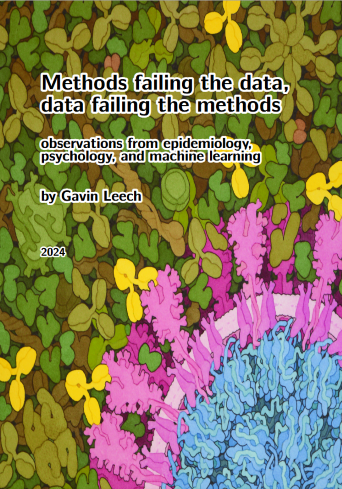 Methods failing the data,
data failing the methods
observations from epidemiology,
psychology, and machine learning
by Gavin Leech
2024